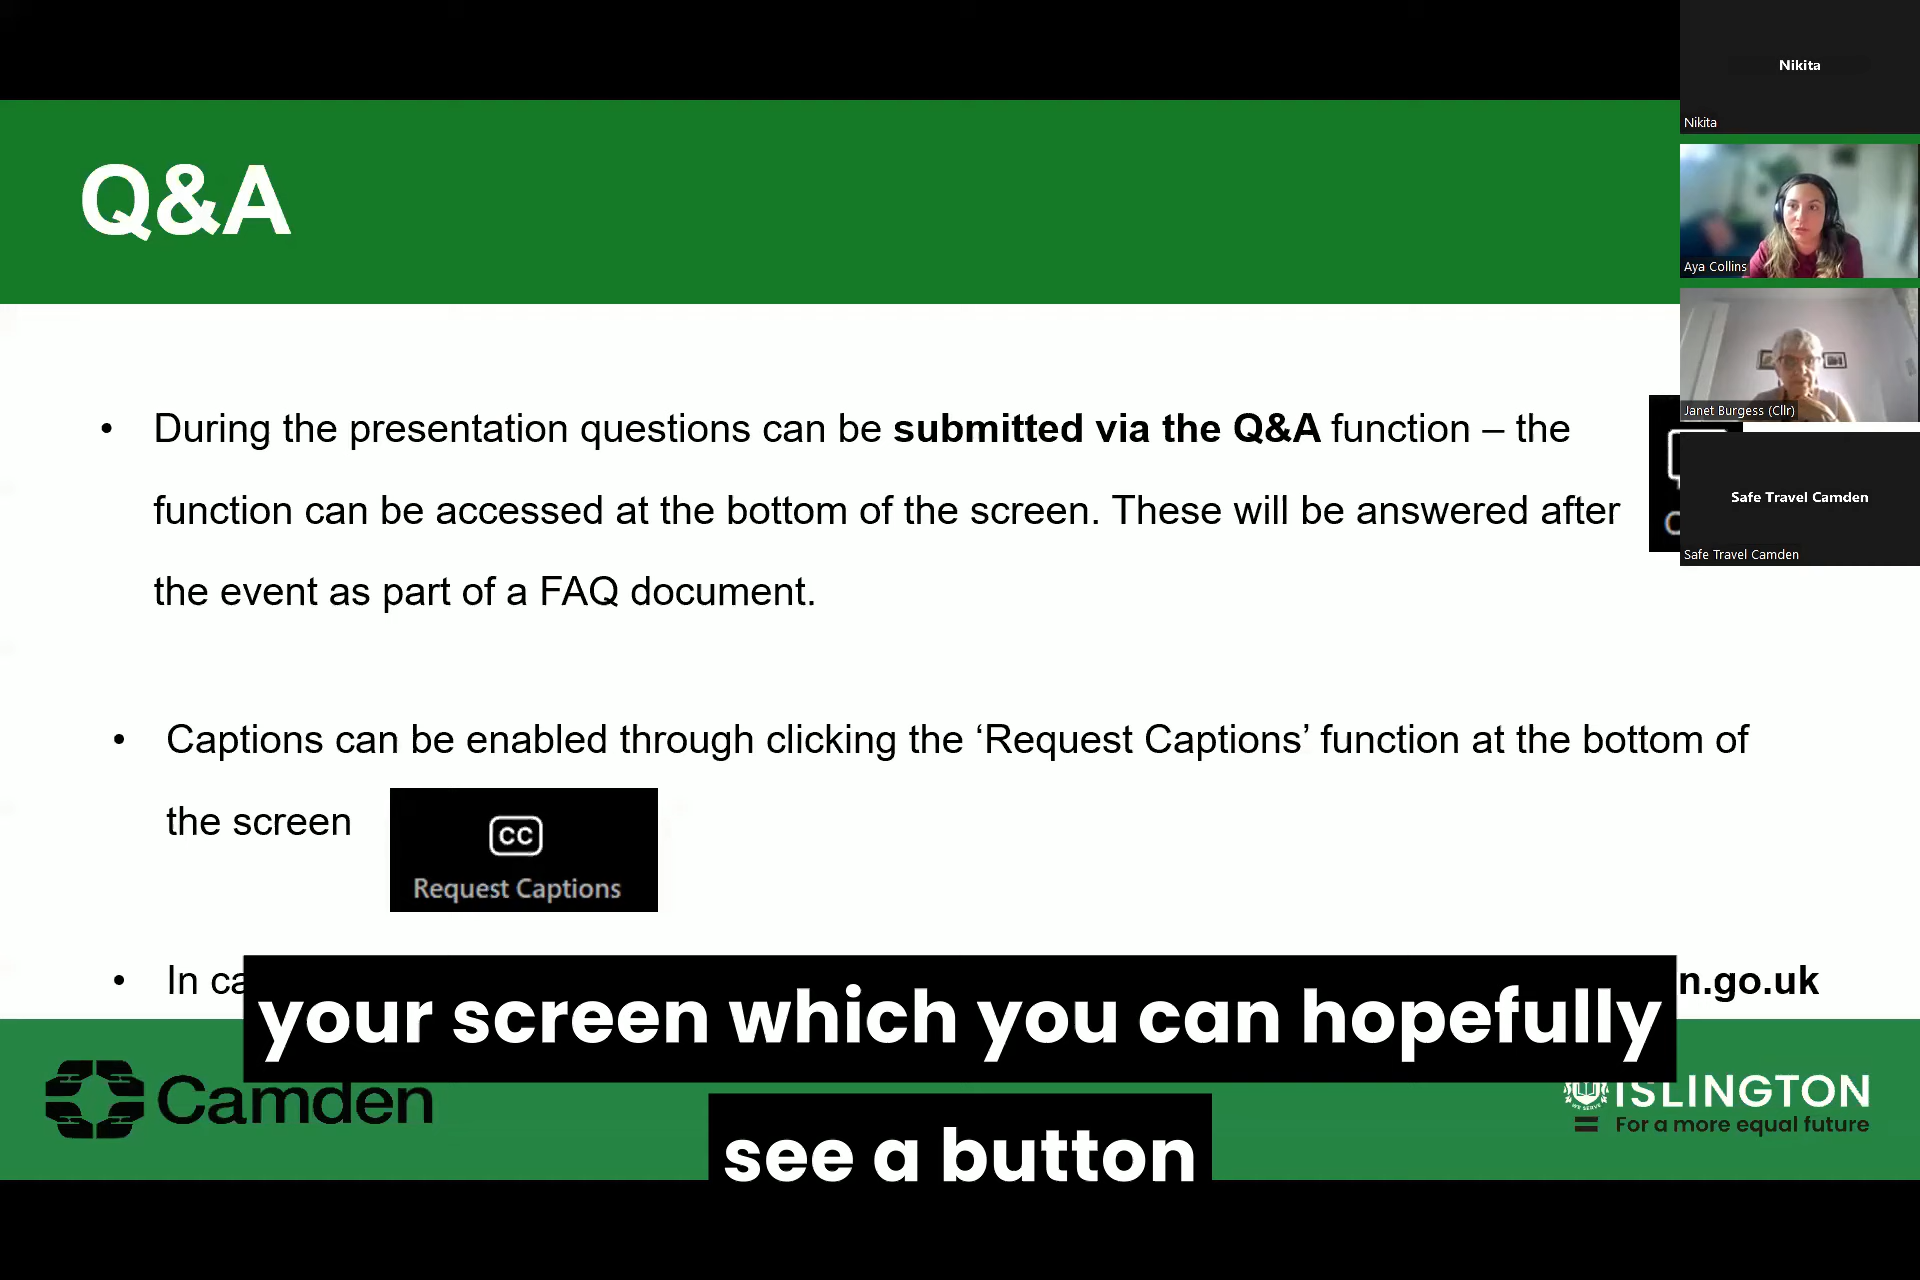 Nikita
Nikita
Q&A
Aya Collins
Janet Burgess (Cllr)
• During the presentation questions can be submitted via the Q&A function – the
function can be accessed at the bottom of the screen. These will be answered after
the event as part of a FAQ document.
Safe Travel Camden
Safe Travel Camden
• Captions can be enabled through clicking the ‘Request Captions’ function at the bottom of
the screen
CC
Request Captions
• In ca
n.go.uk
your screen which you can hopefully
see a button
Camden
ISLINGTON
For a more equal future